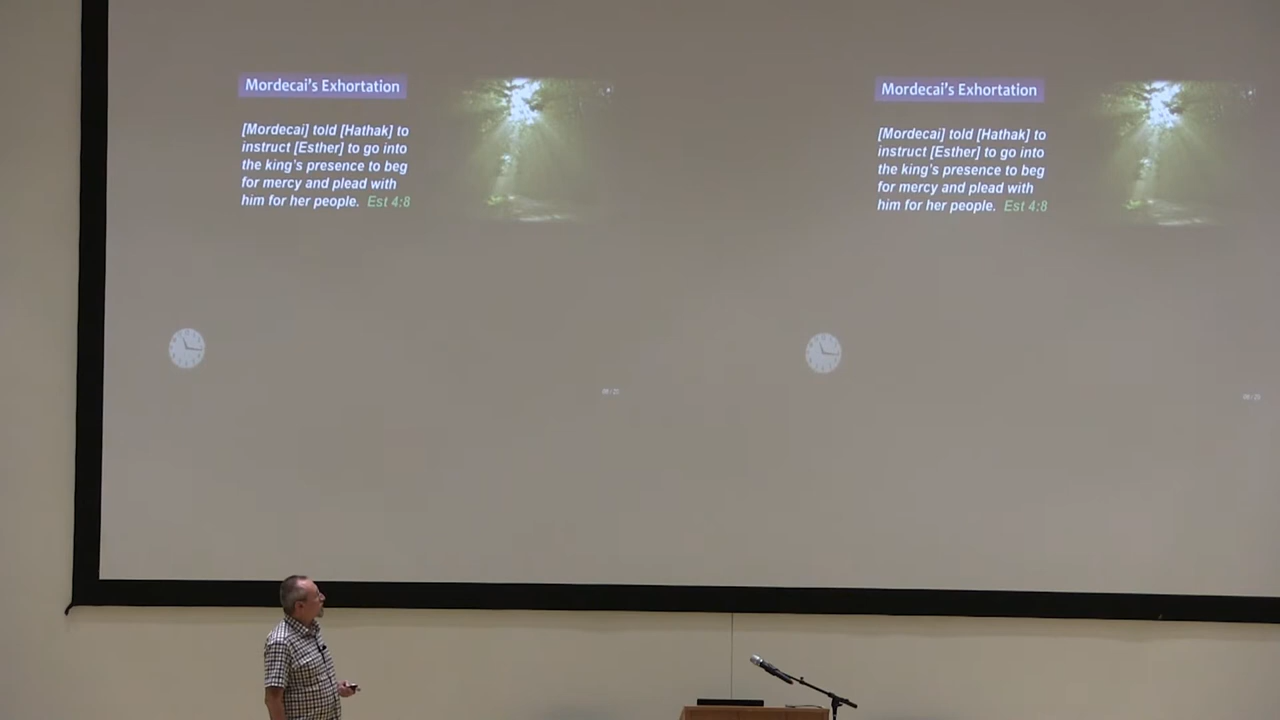 Mordecai's Exhortation
[Mordecai] told [Hathak] to
instruct [Esther] to go into
the king's presence to beg
for mercy and plead with
him for her people. Est 4:8
Mordecai's Exhortation
[Mordecai] told [Hathak] to
instruct [Esther] to go into
the king's presence to beg
for mercy and plead with
him for her people. Est 4:8